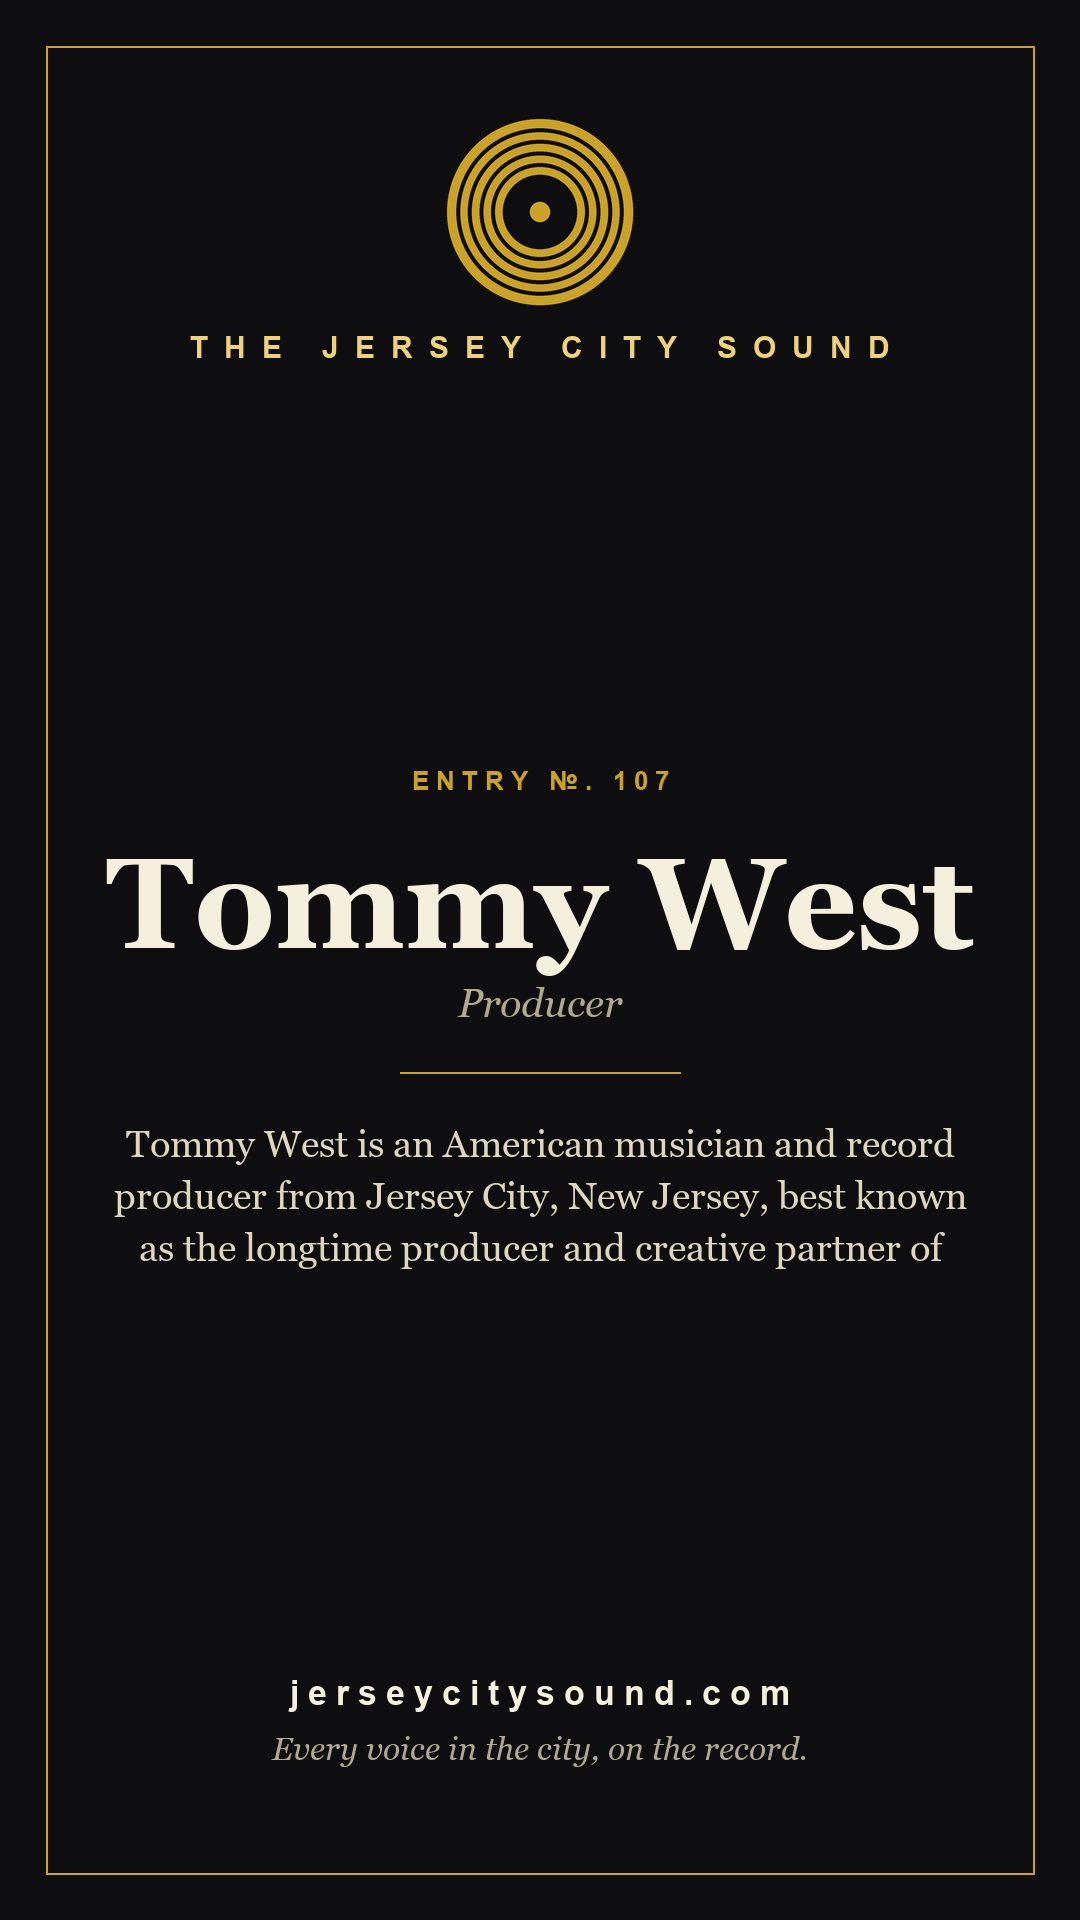 THE JERSEY CITY SOUND
ENTRY №. 107
Tommy West
Producer
Tommy West is an American musician and record
producer from Jersey City, New Jersey, best known
as the longtime producer and creative partner of
jerseycitysound.com
Every voice in the city, on the record.